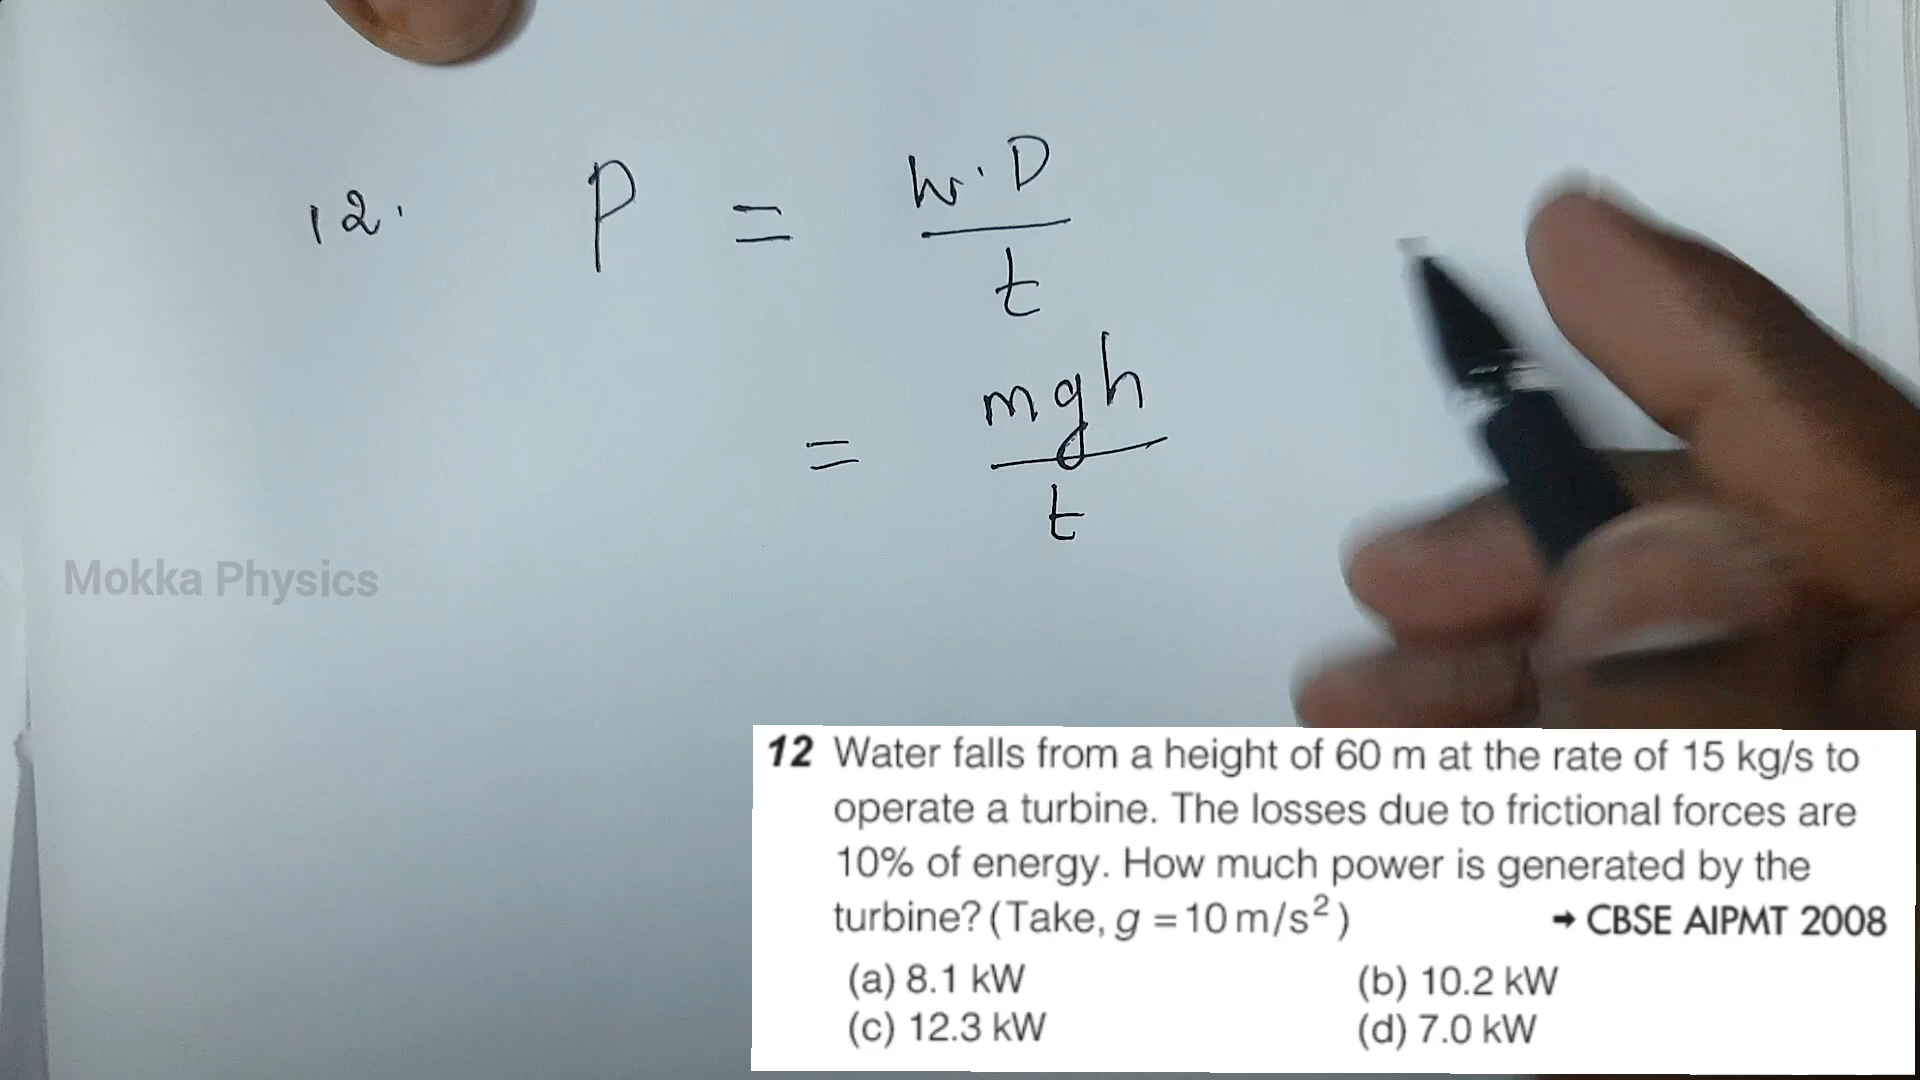 12. P = W.D / t
= mgh / t
Mokka Physics
12 Water falls from a height of 60 m at the rate of 15 kg/s to
operate a turbine. The losses due to frictional forces are
10% of energy. How much power is generated by the
turbine? (Take, g = 10 m/s²) → CBSE AIPMT 2008
(a) 8.1 kW (b) 10.2 kW
(c) 12.3 kW (d) 7.0 kW